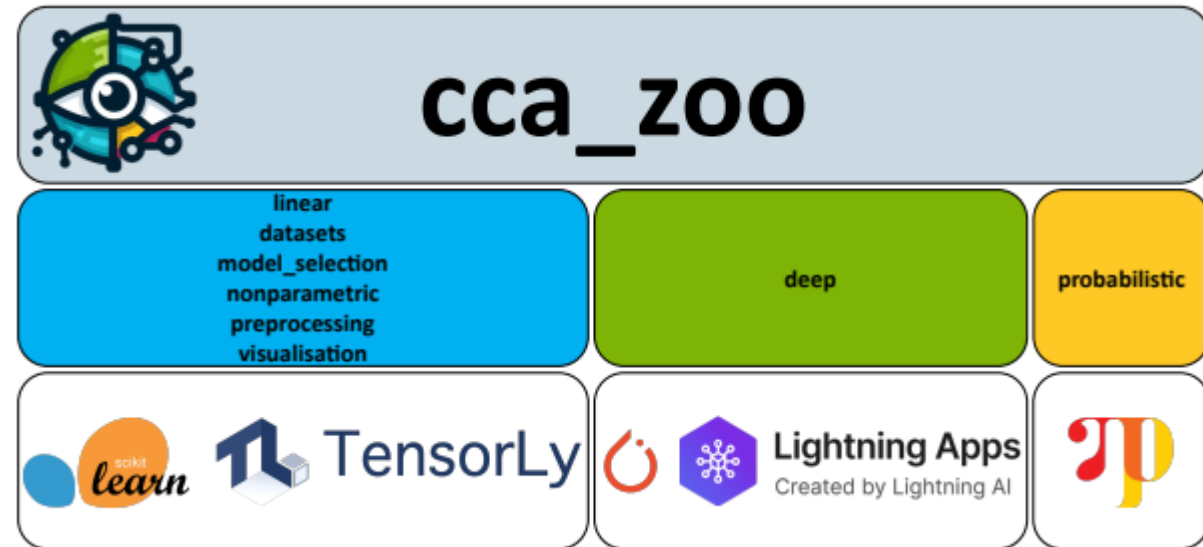 cca_zoo
linear
datasets
model_selection
nonparametric
preprocessing
visualisation
deep
probabilistic
scikit
learn
TensorLy
Lightning Apps
Created by Lightning AI